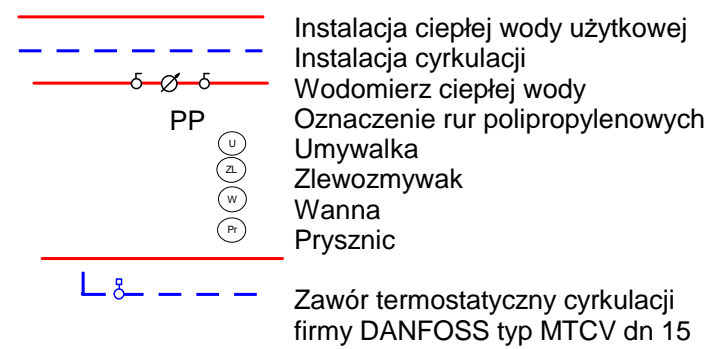 Instalacja ciepłej wody użytkowej
Instalacja cyrkulacji
Wodomierz ciepłej wody
PP Oznaczenie rur polipropylenowych
U Umywalka
ZL Zlewozmywak
W Wanna
Pr Prysznic
Zawór termostatyczny cyrkulacji
firmy DANFOSS typ MTCV dn 15